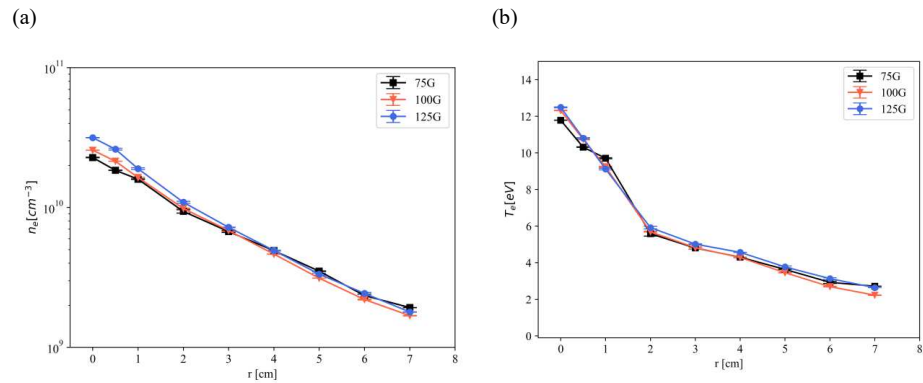 (a)
(b)
10^11
10^10
10^9
n_e[cm^−3]
75G
100G
125G
0 1 2 3 4 5 6 7 8
r [cm]
14
12
10
8
6
4
2
0
T_e[eV]
75G
100G
125G
0 1 2 3 4 5 6 7 8
r [cm]